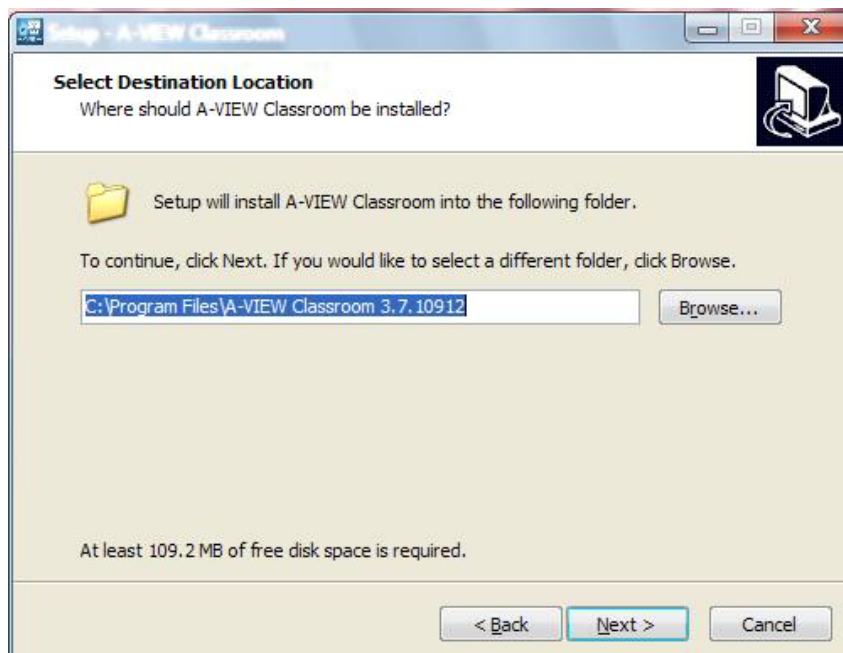 Setup - A-VIEW Classroom
Select Destination Location
Where should A-VIEW Classroom be installed?
Setup will install A-VIEW Classroom into the following folder.
To continue, click Next. If you would like to select a different folder, click Browse.
C:\Program Files\A-VIEW Classroom 3.7.10912
Browse...
At least 109.2 MB of free disk space is required.
< Back
Next >
Cancel